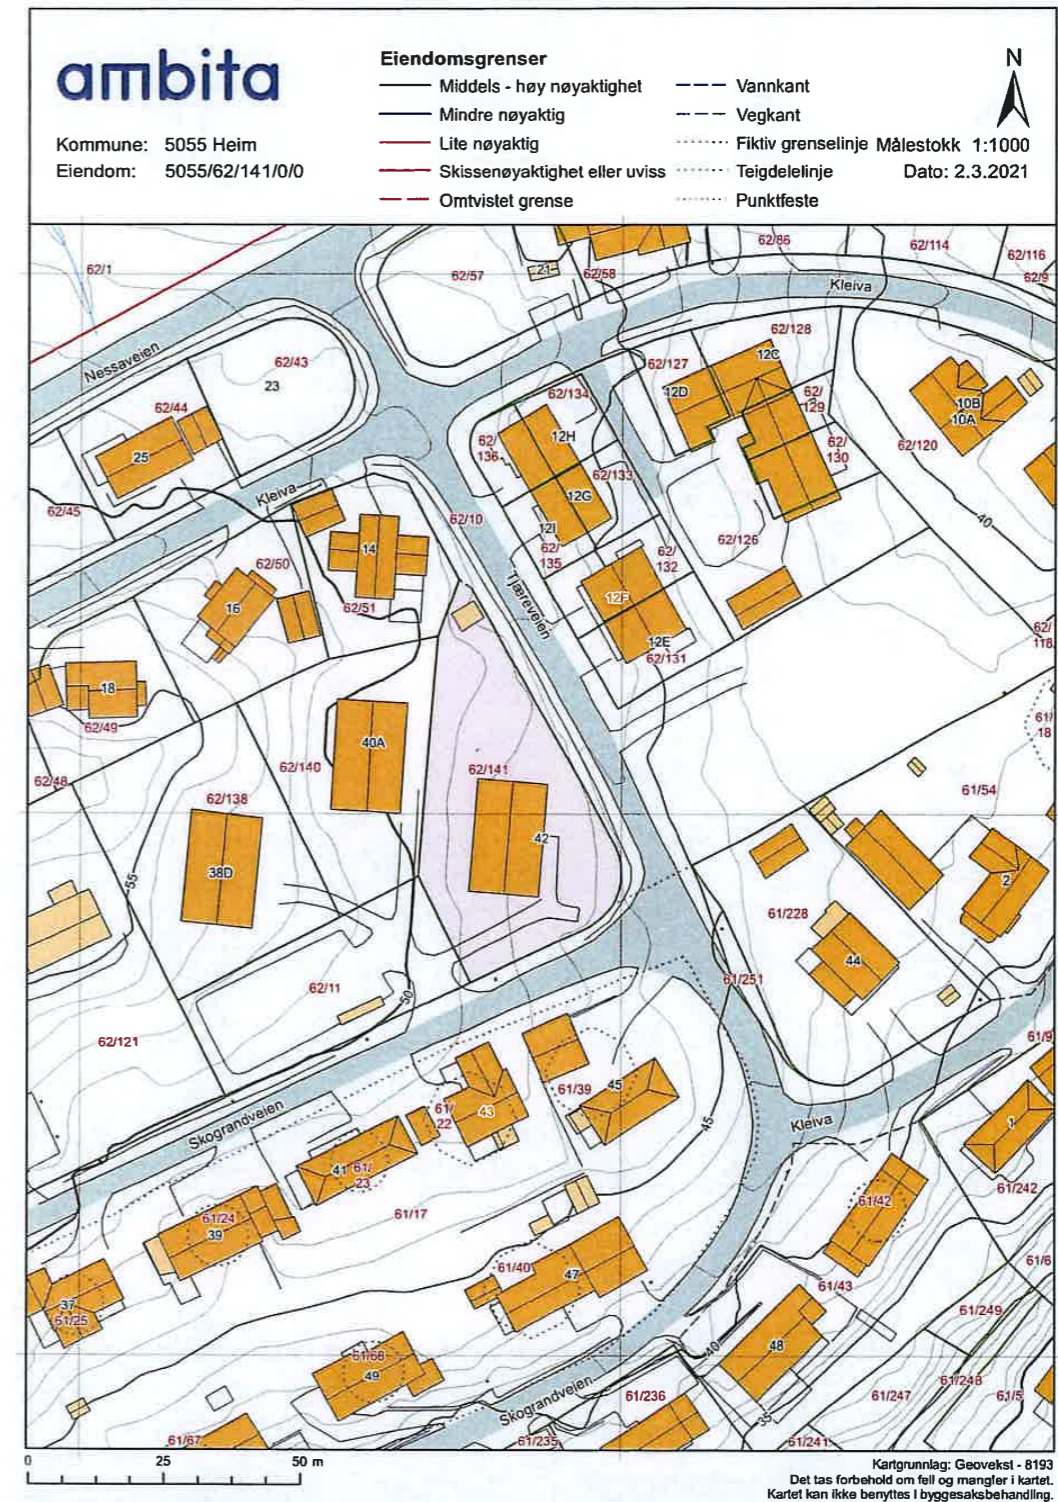 ambita
Kommune: 5055 Heim
Eiendom: 5055/62/141/0/0
Eiendomsgrenser
Middels - høy nøyaktighet
Mindre nøyaktig
Lite nøyaktig
Skissenøyaktighet eller uviss
Omtvistet grense
Vannkant
Vegkant
Fiktiv grenselinje
Teigdelelinje
Punktfeste
N
Målestokk 1:1000
Dato: 2.3.2021
62/1
62/57
21
62/58
62/86
62/114
62/116
62/9
Kleiva
Nessaveien
62/43
23
62/44
25
62/45
Kleiva
62/128
12C
62/127
12D
62/134
12H
62/
136
62/
129
62/
130
10B
10A
62/120
62/133
12G
12I
62/
135
62/10
40
62/126
62/
132
14
62/50
62/51
16
Tjæreveien
12F
12E
62/131
62/
118
18
62/49
61/
18
40A
62/140
62/141
62/48
62/138
61/54
42
38D
55
2
61/228
44
61/251
62/11
50
62/121
61/9
61/39
45
61/
22
43
45
Skograndveien
Kleiva
1
41
61/
23
61/242
61/24
39
61/17
61/42
61/6
61/40
47
61/43
37
61/25
61/249
61/68
49
48
40
61/248
61/247
61/5
61/236
Skograndveien
35
61/67
61/235
61/241
0 25 50 m
Kartgrunnlag: Geovekst - 8193
Det tas forbehold om feil og mangler i kartet.
Kartet kan ikke benyttes i byggesaksbehandling.